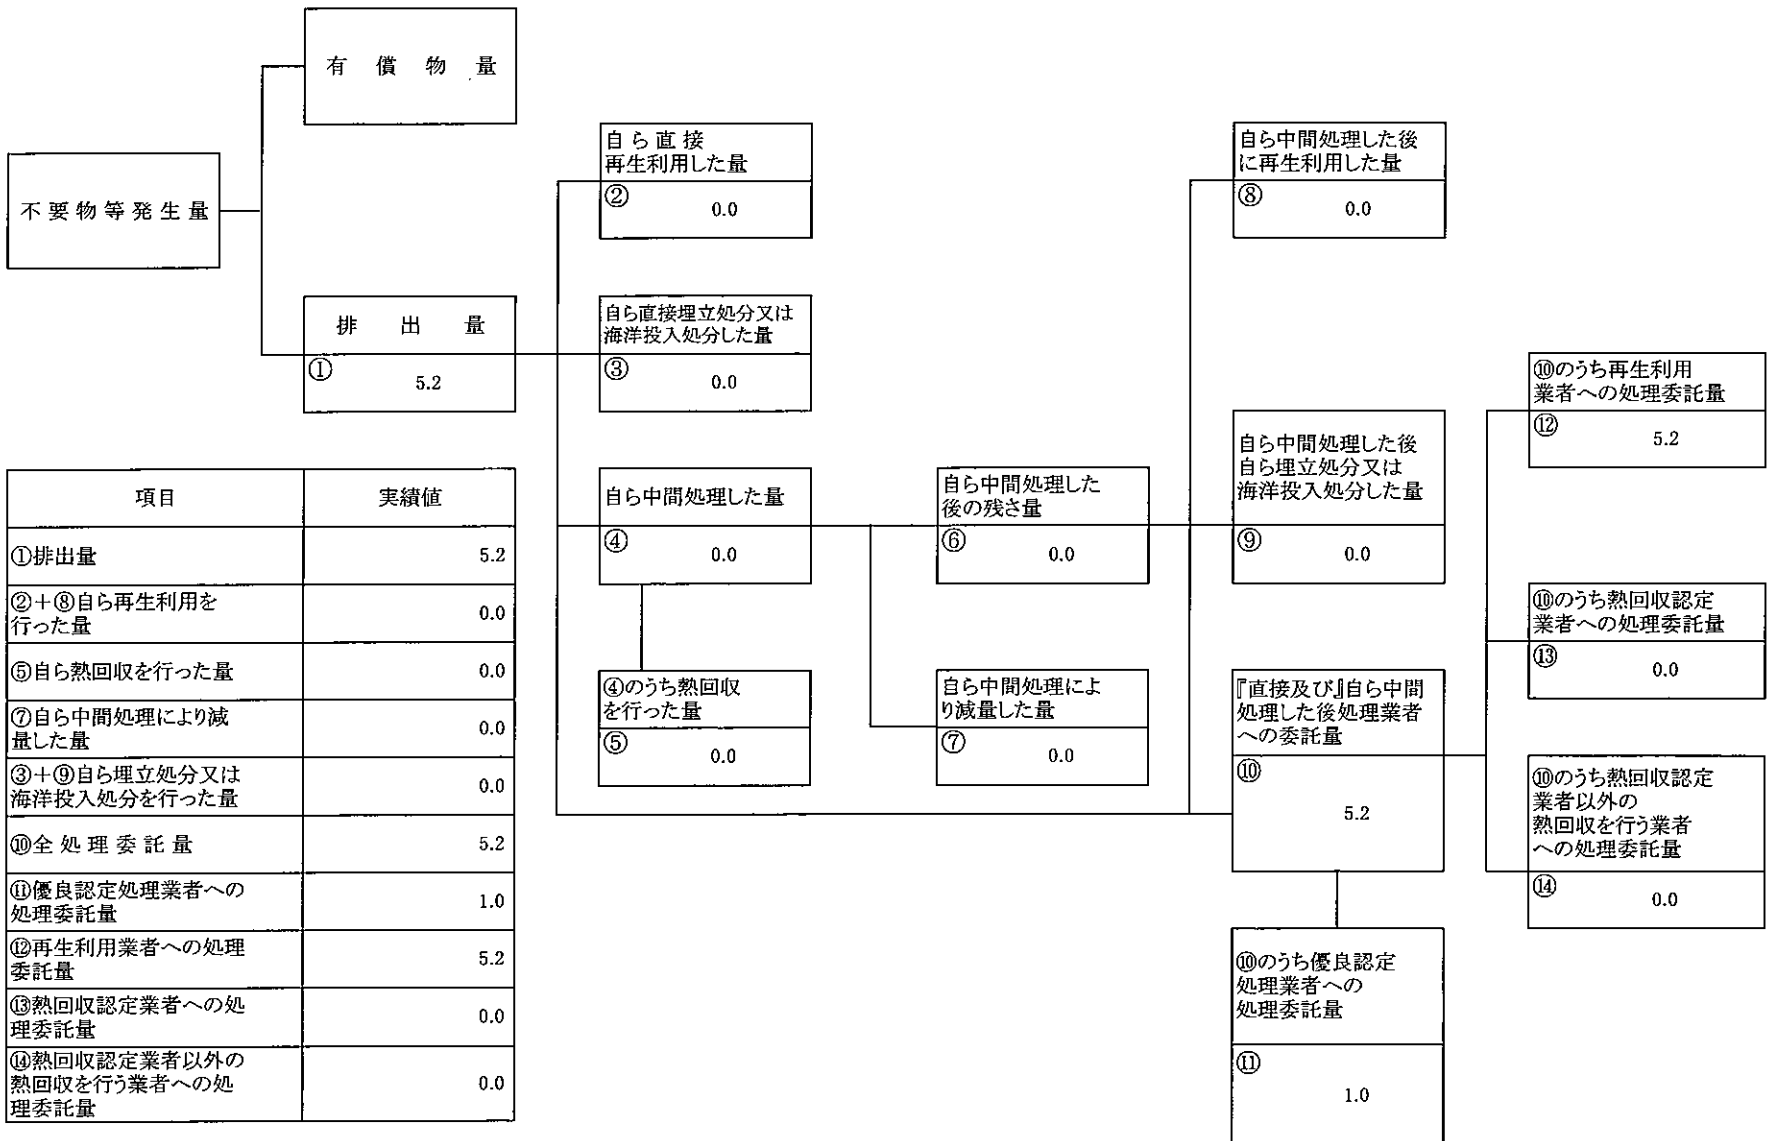 有償物量
不要物等発生量
排出量
①
5.2
自ら直接
再生利用した量
②
0.0
自ら直接埋立処分又は
海洋投入処分した量
③
0.0
自ら中間処理した量
④
0.0
④のうち熱回収
を行った量
⑤
0.0
自ら中間処理した
後の残さ量
⑥
0.0
自ら中間処理によ
り減量した量
⑦
0.0
自ら中間処理した後
に再生利用した量
⑧
0.0
自ら中間処理した後
自ら埋立処分又は
海洋投入処分した量
⑨
0.0
『直接及び』自ら中間
処理した後処理業者
への委託量
⑩
5.2
⑩のうち優良認定
処理業者への
処理委託量
⑪
1.0
⑩のうち再生利用
業者への処理委託量
⑫
5.2
⑩のうち熱回収認定
業者への処理委託量
⑬
0.0
⑩のうち熱回収認定
業者以外の
熱回収を行う業者
への処理委託量
⑭
0.0
項目 実績値
①排出量 5.2
②+⑧自ら再生利用を
行った量 0.0
⑤自ら熱回収を行った量 0.0
⑦自ら中間処理により減
量した量 0.0
③+⑨自ら埋立処分又は
海洋投入処分を行った量 0.0
⑩全処理委託量 5.2
⑪優良認定処理業者への
処理委託量 1.0
⑫再生利用業者への処理
委託量 5.2
⑬熱回収認定業者への処
理委託量 0.0
⑭熱回収認定業者以外の
熱回収を行う業者への処
理委託量 0.0